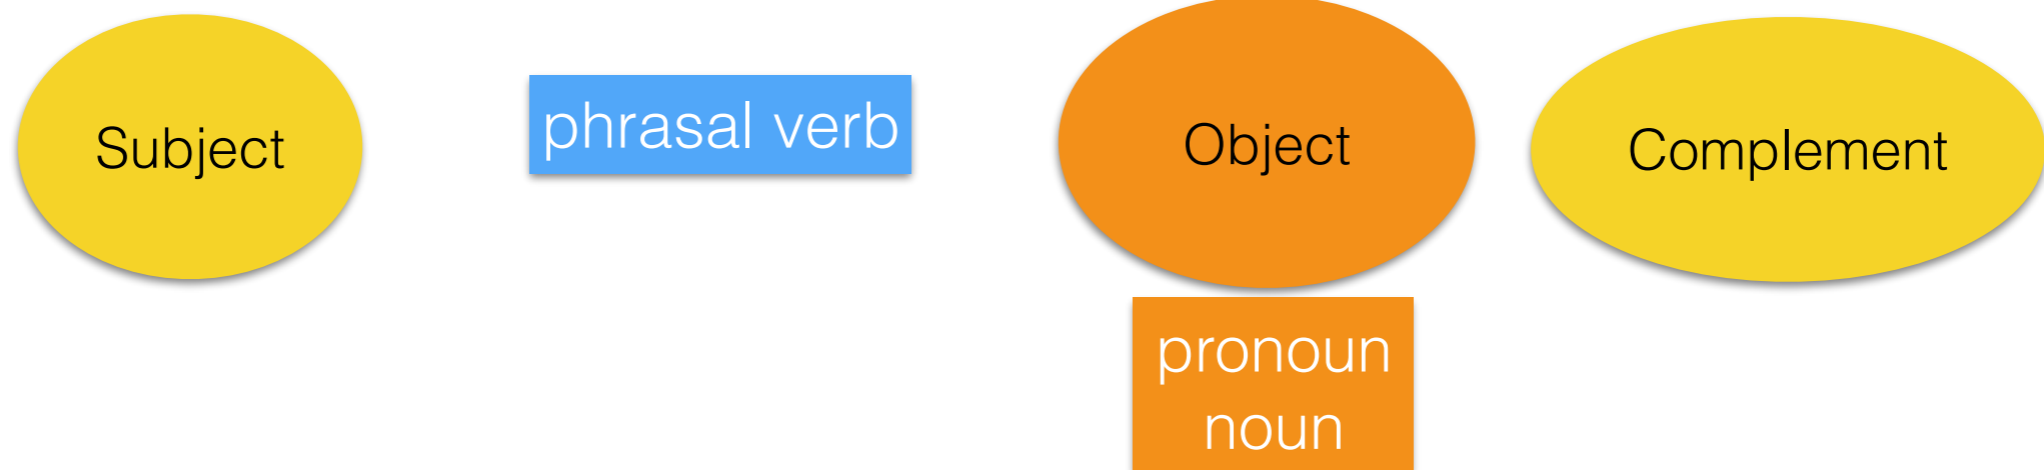 Subject
phrasal verb
Object
Complement
pronoun
noun